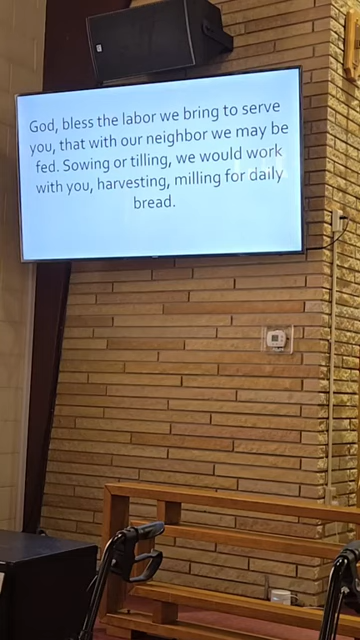 God, bless the labor we bring to serve
you, that with our neighbor we may be
fed. Sowing or tilling, we would work
with you, harvesting, milling for daily
bread.